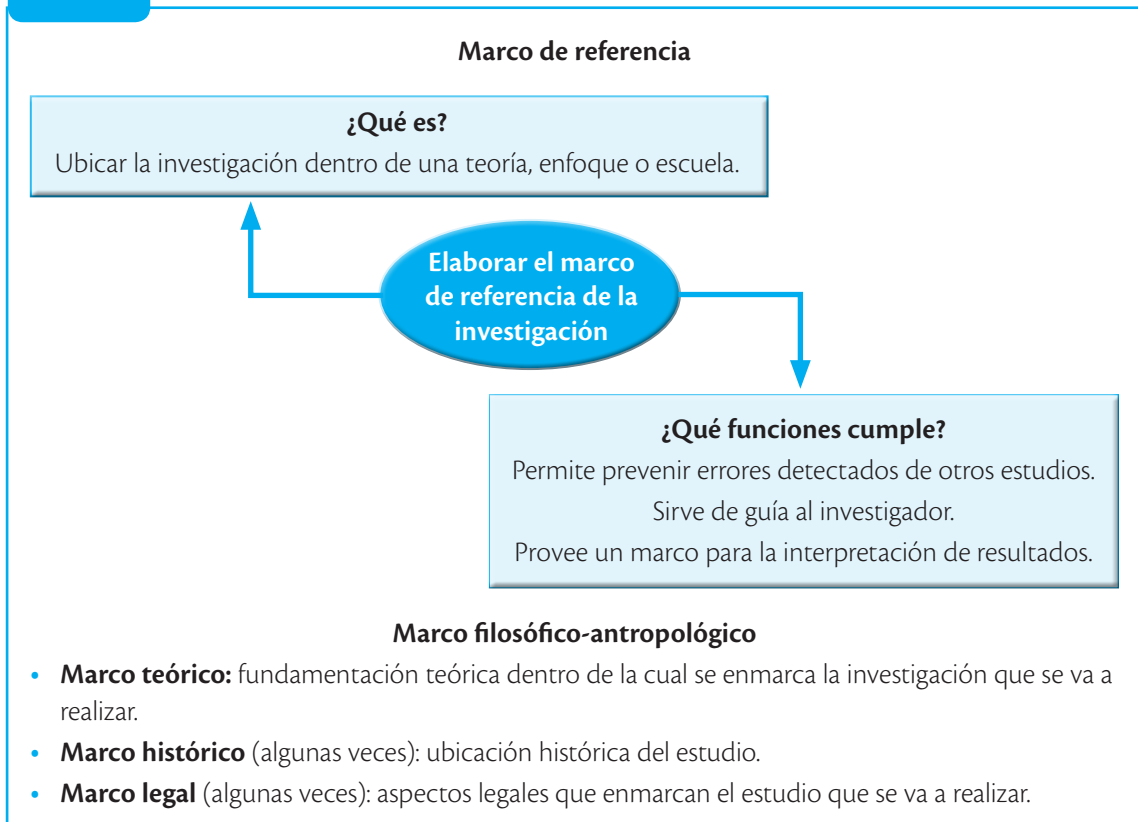 Marco de referencia
¿Qué es?
Ubicar la investigación dentro de una teoría, enfoque o escuela.
Elaborar el marco
de referencia de la
investigación
¿Qué funciones cumple?
Permite prevenir errores detectados de otros estudios.
Sirve de guía al investigador.
Provee un marco para la interpretación de resultados.
Marco filosófico-antropológico
• Marco teórico: fundamentación teórica dentro de la cual se enmarca la investigación que se va a
realizar.
• Marco histórico (algunas veces): ubicación histórica del estudio.
• Marco legal (algunas veces): aspectos legales que enmarcan el estudio que se va a realizar.